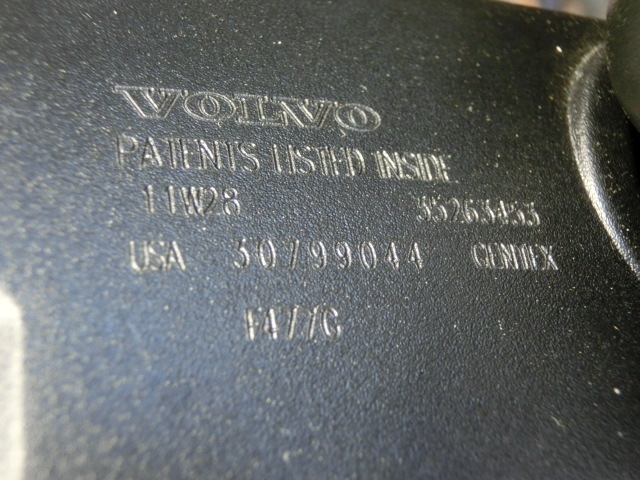 VOLVO
PATENTS LISTED INSIDE
11W28 35263453
USA 30799044 GENTEX
F477G